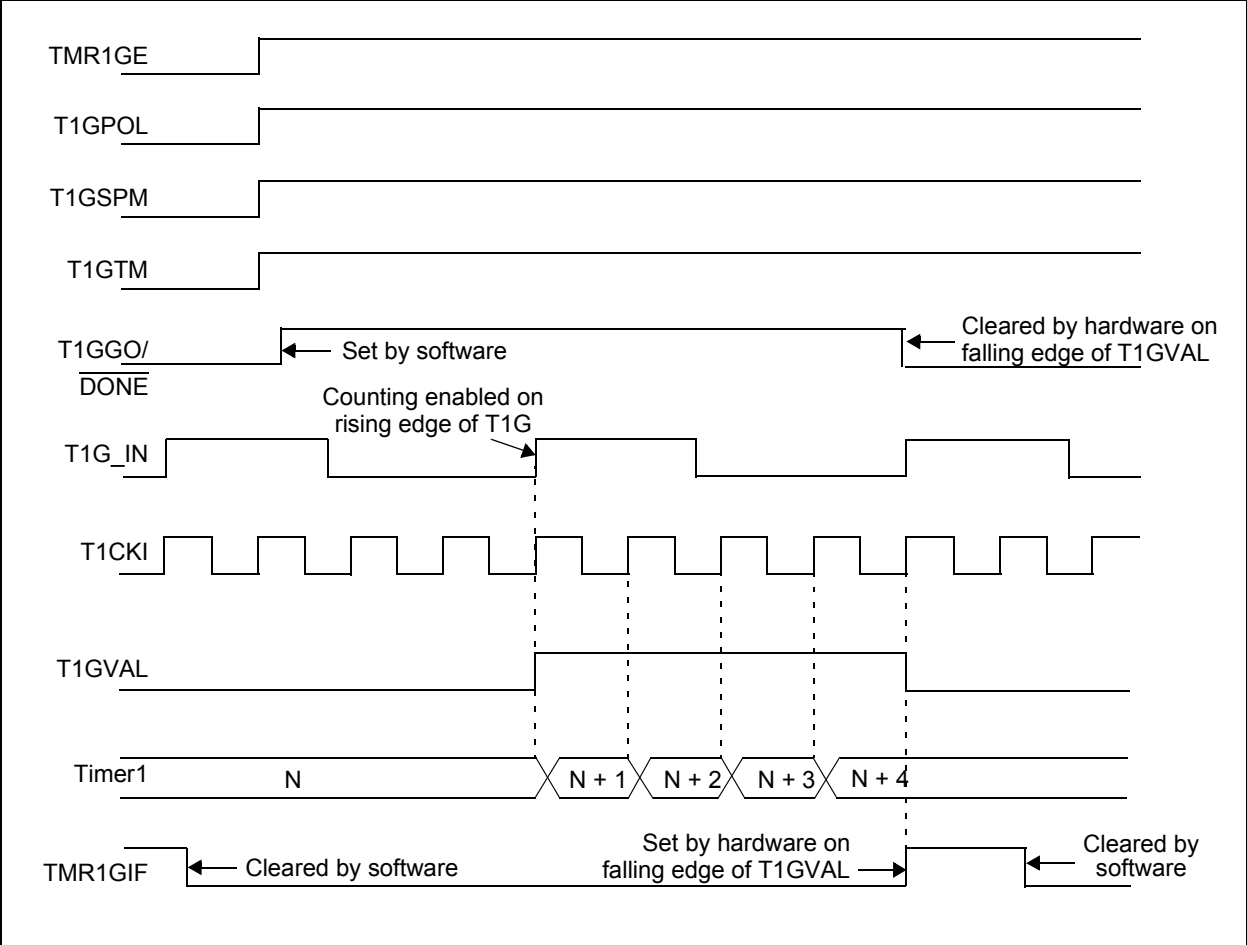 TMR1GE
T1GPOL
T1GSPM
T1GTM
T1GGO/
DONE
Set by software
Cleared by hardware on
falling edge of T1GVAL
Counting enabled on
rising edge of T1G
T1G_IN
T1CKI
T1GVAL
Timer1
N
N + 1
N + 2
N + 3
N + 4
TMR1GIF
Cleared by software
Set by hardware on
falling edge of T1GVAL
Cleared by
software